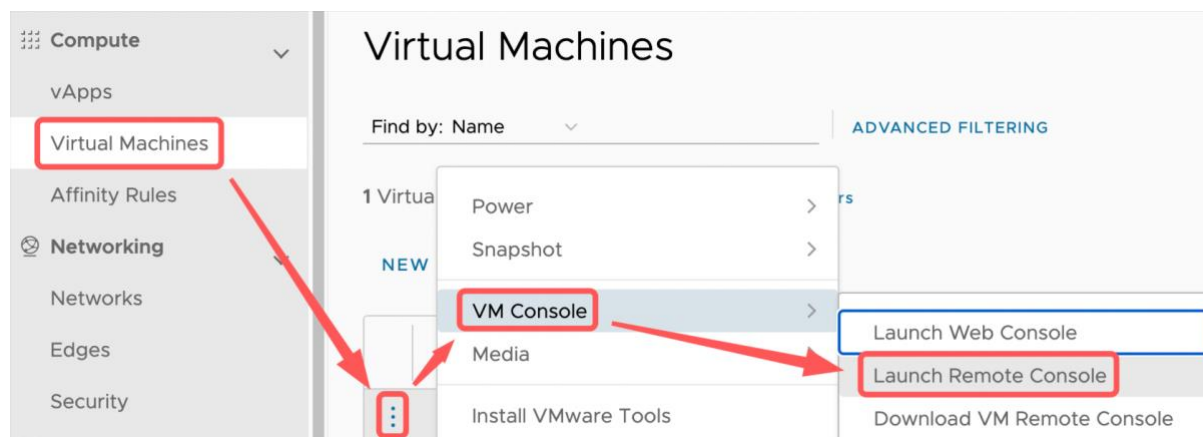 Compute
vApps
Virtual Machines
Affinity Rules
Networking
Networks
Edges
Security
Virtual Machines
Find by: Name
ADVANCED FILTERING
1 Virtua
rs
NEW
Power
Snapshot
VM Console
Media
Install VMware Tools
Launch Web Console
Launch Remote Console
Download VM Remote Console